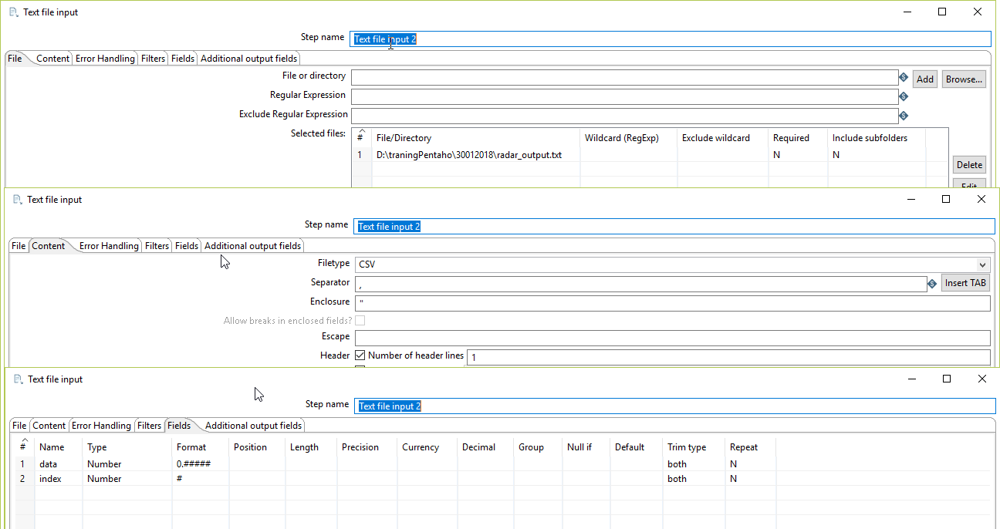 Text file input
Step name Text file input 2
File Content Error Handling Filters Fields Additional output fields
File or directory Add Browse...
Regular Expression
Exclude Regular Expression
Selected files: # File/Directory Wildcard (RegExp) Exclude wildcard Required Include subfolders
1 D:\traningPentaho\30012018\radar_output.txt N N
Delete
Edit
Text file input
Step name Text file input 2
File Content Error Handling Filters Fields Additional output fields
Filetype CSV
Separator , Insert TAB
Enclosure "
Allow breaks in enclosed fields?
Escape
Header Number of header lines 1
Text file input
Step name Text file input 2
File Content Error Handling Filters Fields Additional output fields
# Name Type Format Position Length Precision Currency Decimal Group Null if Default Trim type Repeat
1 data Number 0.##### both N
2 index Number # both N